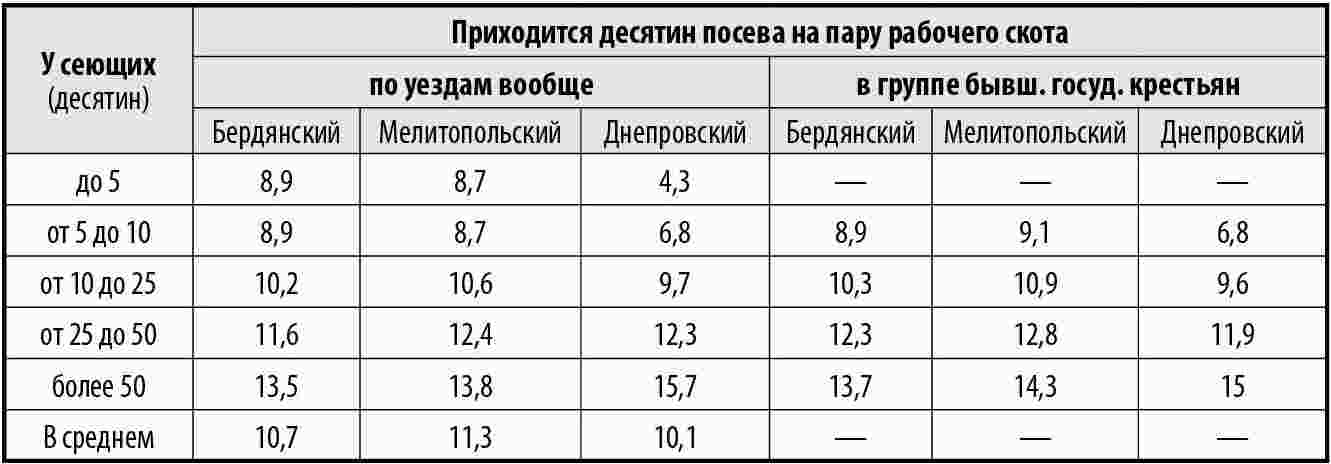 У сеющих (десятин) Приходится десятин посева на пару рабочего скота
по уездам вообще в группе бывш. госуд. крестьян
Бердянский Мелитопольский Днепровский Бердянский Мелитопольский Днепровский
до 5 8,9 8,7 4,3 — — —
от 5 до 10 8,9 8,7 6,8 8,9 9,1 6,8
от 10 до 25 10,2 10,6 9,7 10,3 10,9 9,6
от 25 до 50 11,6 12,4 12,3 12,3 12,8 11,9
более 50 13,5 13,8 15,7 13,7 14,3 15
В среднем 10,7 11,3 10,1 — — —